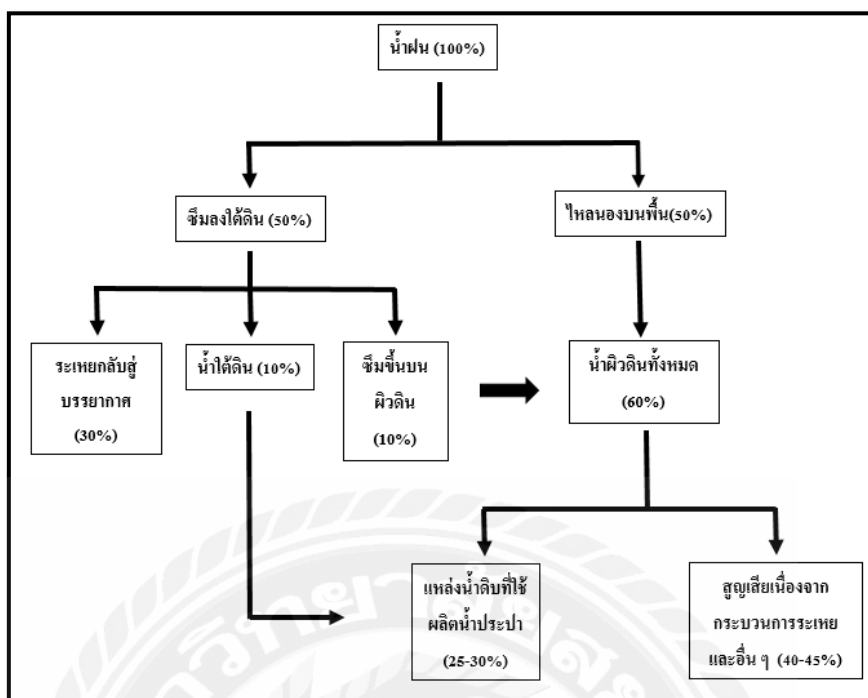 น้ำฝน (100%)
ซึมลงใต้ดิน (50%)
ไหลนองบนพื้น(50%)
ระเหยกลับสู่
บรรยากาศ
(30%)
น้ำใต้ดิน (10%)
ซึมขึ้นบน
ผิวดิน
(10%)
น้ำผิวดินทั้งหมด
(60%)
แหล่งน้ำดิบที่ใช้
ผลิตน้ำประปา
(25-30%)
สูญเสียเนื่องจาก
กระบวนการระเหย
และอื่น ๆ (40-45%)